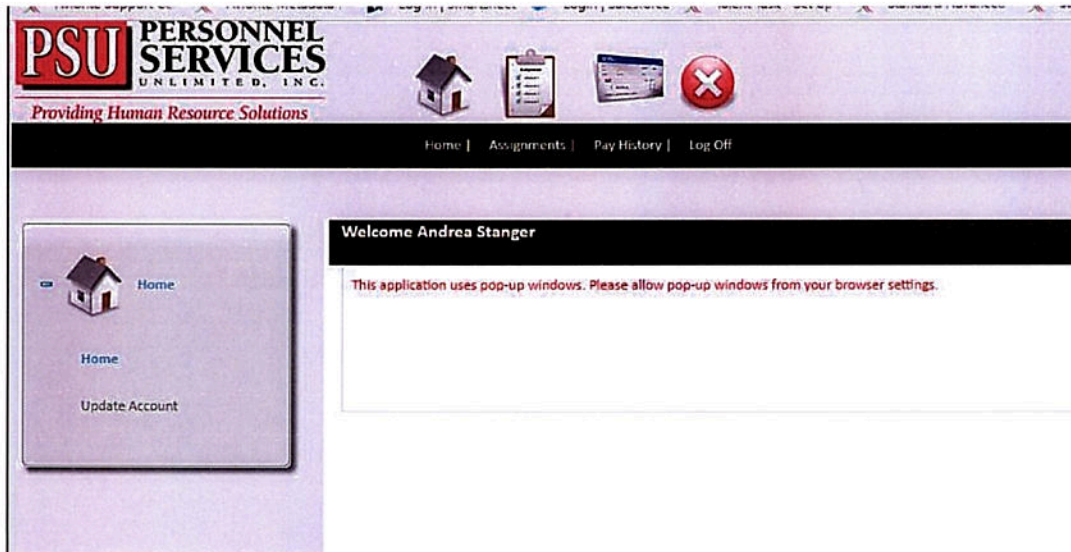 PSU PERSONNEL
SERVICES
UNLIMITED, INC.
Providing Human Resource Solutions
Home | Assignments | Pay History | Log Off
Welcome Andrea Stanger
This application uses pop-up windows. Please allow pop-up windows from your browser settings.
Home
Home
Update Account